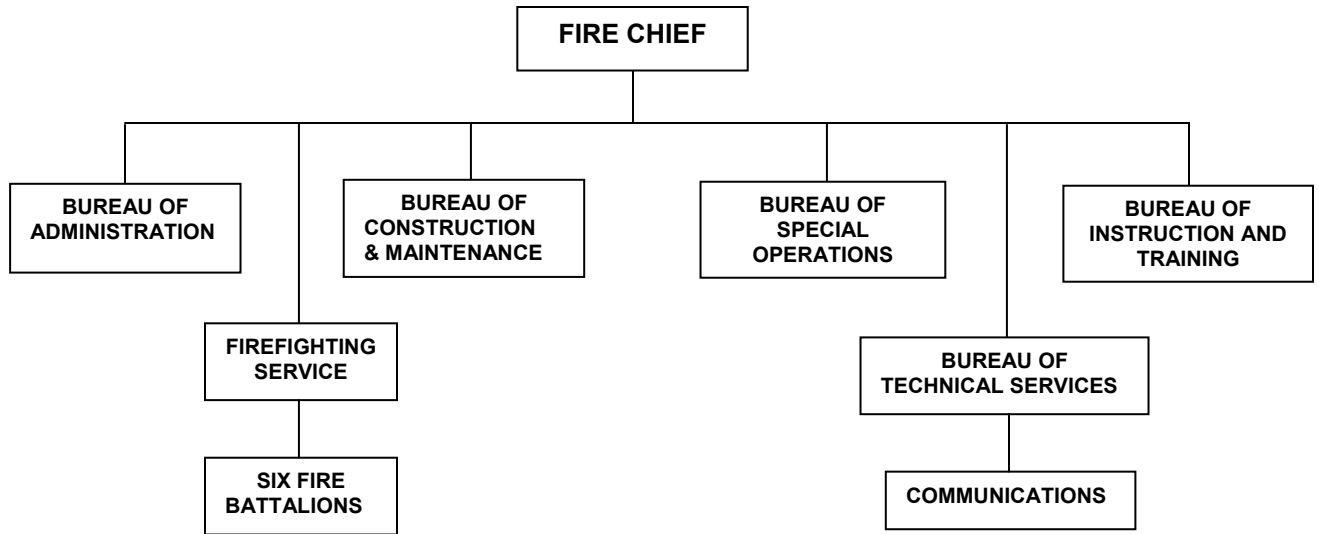 FIRE CHIEF
BUREAU OF
ADMINISTRATION
BUREAU OF
CONSTRUCTION
& MAINTENANCE
BUREAU OF
SPECIAL
OPERATIONS
BUREAU OF
INSTRUCTION AND
TRAINING
FIREFIGHTING
SERVICE
BUREAU OF
TECHNICAL SERVICES
SIX FIRE
BATTALIONS
COMMUNICATIONS